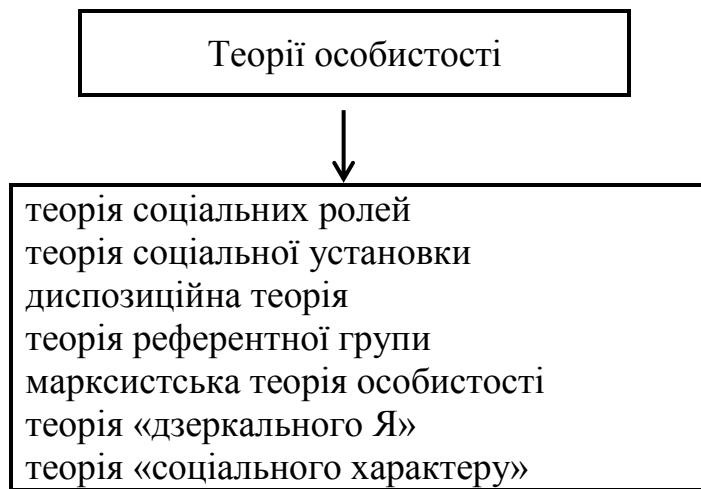 Теорії особистості
теорія соціальних ролей
теорія соціальної установки
диспозиційна теорія
теорія референтної групи
марксистська теорія особистості
теорія «дзеркального Я»
теорія «соціального характеру»